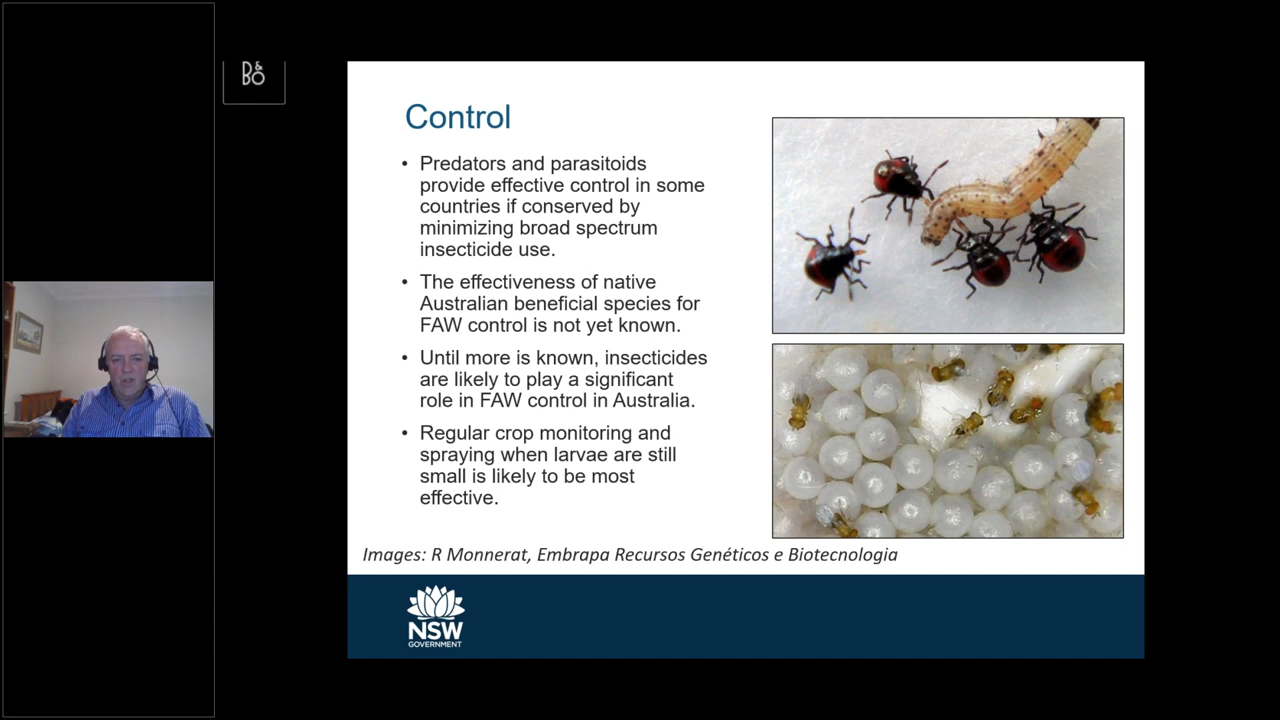 B&
BO
Control
• Predators and parasitoids
provide effective control in some
countries if conserved by
minimizing broad spectrum
insecticide use.
• The effectiveness of native
Australian beneficial species for
FAW control is not yet known.
• Until more is known, insecticides
are likely to play a significant
role in FAW control in Australia.
• Regular crop monitoring and
spraying when larvae are still
small is likely to be most
effective.
Images: R Monnerat, Embrapa Recursos Genéticos e Biotecnologia
NSW
GOVERNMENT